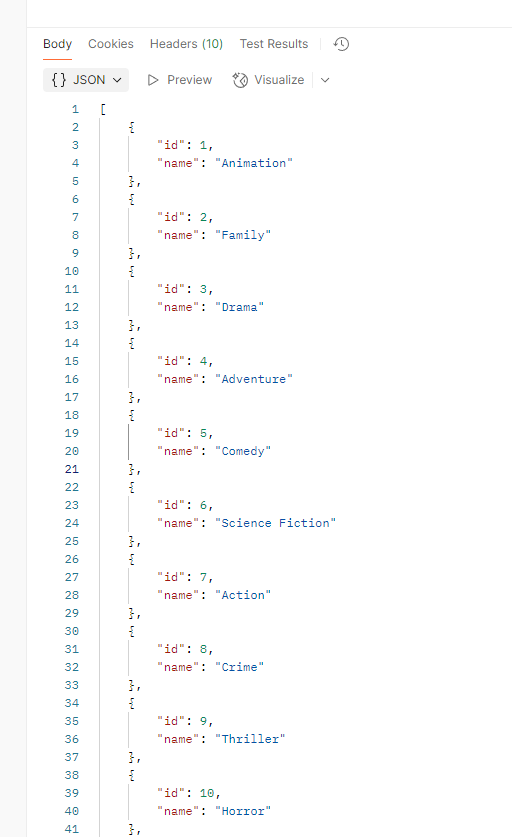 Body Cookies Headers (10) Test Results
{} JSON Preview Visualize
1 [
2 {
3 "id": 1,
4 "name": "Animation"
5 },
6 {
7 "id": 2,
8 "name": "Family"
9 },
10 {
11 "id": 3,
12 "name": "Drama"
13 },
14 {
15 "id": 4,
16 "name": "Adventure"
17 },
18 {
19 "id": 5,
20 "name": "Comedy"
21 },
22 {
23 "id": 6,
24 "name": "Science Fiction"
25 },
26 {
27 "id": 7,
28 "name": "Action"
29 },
30 {
31 "id": 8,
32 "name": "Crime"
33 },
34 {
35 "id": 9,
36 "name": "Thriller"
37 },
38 {
39 "id": 10,
40 "name": "Horror"
41 },